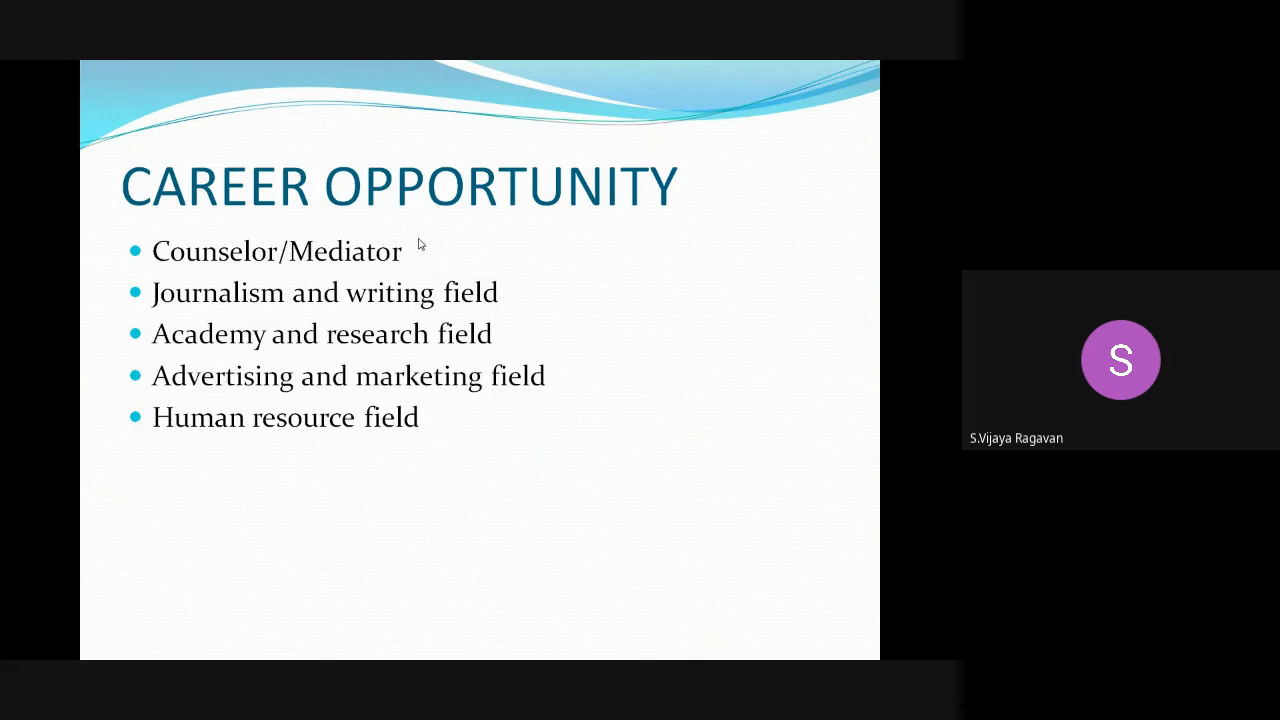 CAREER OPPORTUNITY
Counselor/Mediator
Journalism and writing field
Academy and research field
Advertising and marketing field
Human resource field
S
S.Vijaya Ragavan